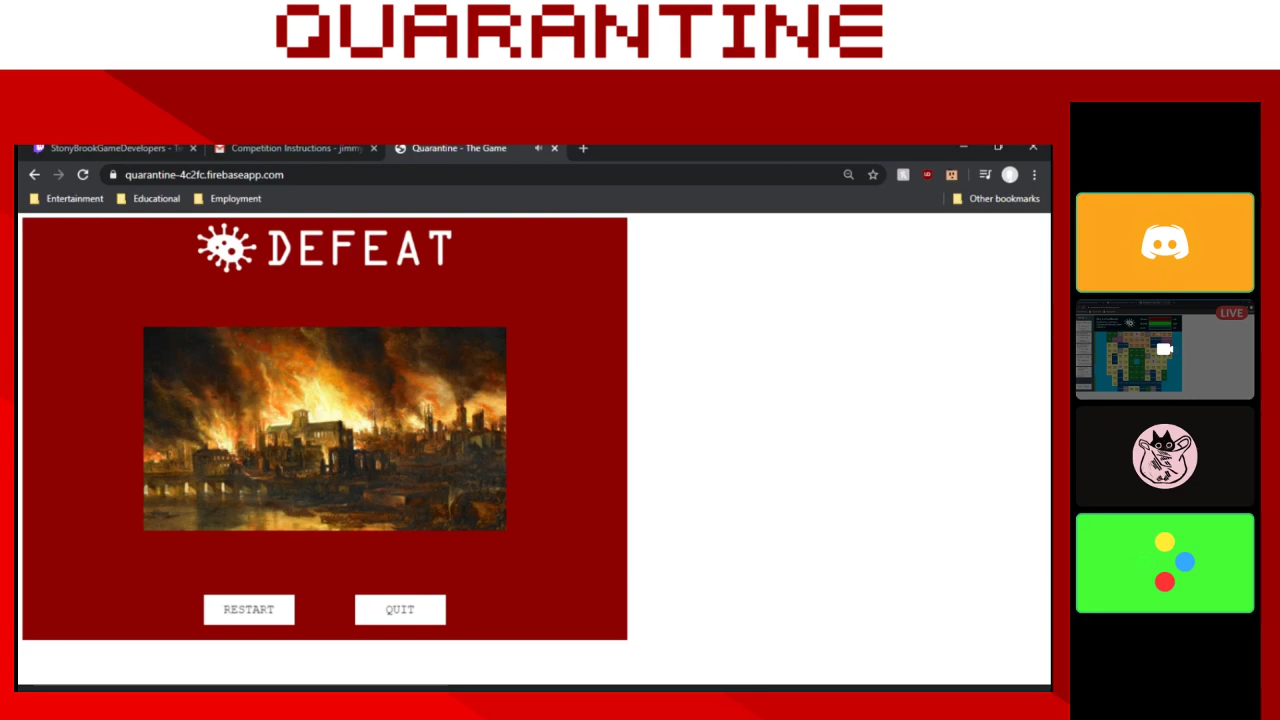 QUARANTINE
StonyBrookGameDevelopers - Tw
Competition Instructions - jimmy
Quarantine - The Game
quarantine-4c2fc.firebaseapp.com
Entertainment
Educational
Employment
Other bookmarks
DEFEAT
RESTART
QUIT
LIVE